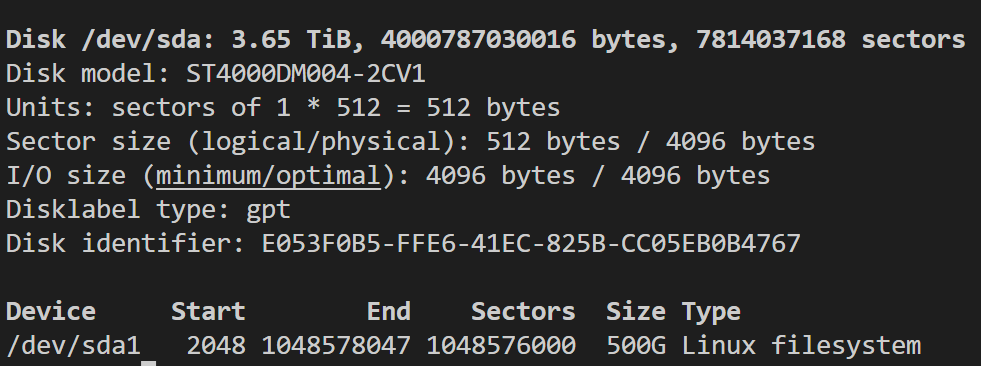 Disk /dev/sda: 3.65 TiB, 4000787030016 bytes, 7814037168 sectors
Disk model: ST4000DM004-2CV1
Units: sectors of 1 * 512 = 512 bytes
Sector size (logical/physical): 512 bytes / 4096 bytes
I/O size (minimum/optimal): 4096 bytes / 4096 bytes
Disklabel type: gpt
Disk identifier: E053F0B5-FFE6-41EC-825B-CC05EB0B4767
Device     Start        End    Sectors  Size Type
/dev/sda1   2048 1048578047 1048576000  500G Linux filesystem